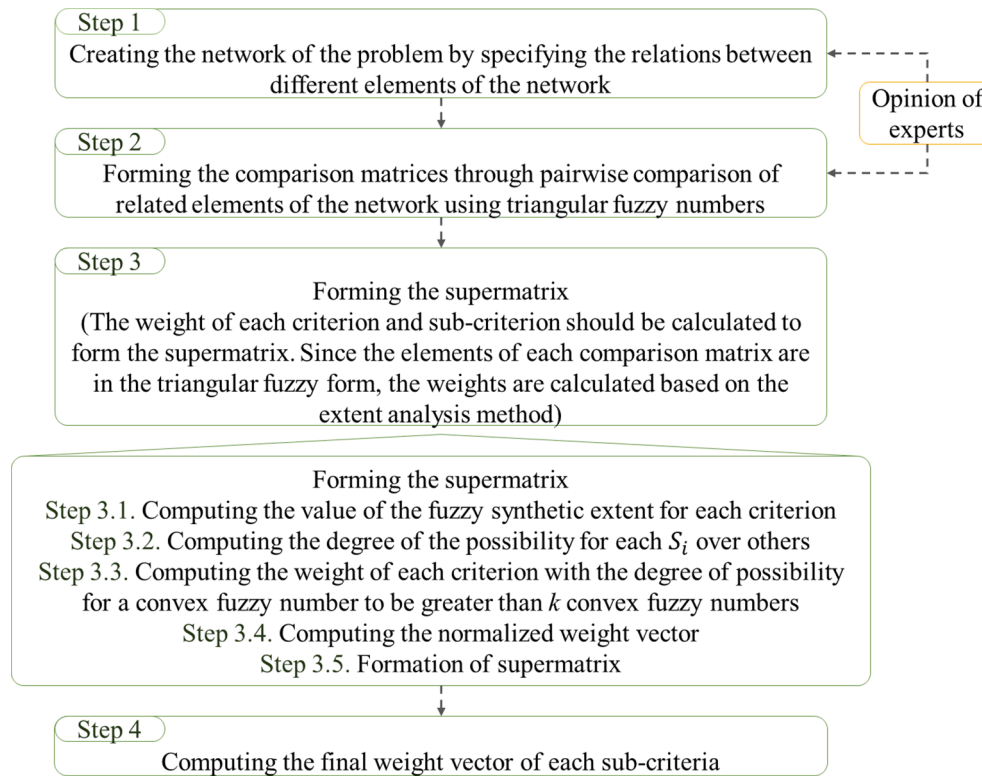 Step 1
Creating the network of the problem by specifying the relations between
different elements of the network
Opinion of
experts
Step 2
Forming the comparison matrices through pairwise comparison of
related elements of the network using triangular fuzzy numbers
Step 3
Forming the supermatrix
(The weight of each criterion and sub-criterion should be calculated to
form the supermatrix. Since the elements of each comparison matrix are
in the triangular fuzzy form, the weights are calculated based on the
extent analysis method)
Forming the supermatrix
Step 3.1. Computing the value of the fuzzy synthetic extent for each criterion
Step 3.2. Computing the degree of the possibility for each S_i over others
Step 3.3. Computing the weight of each criterion with the degree of possibility
for a convex fuzzy number to be greater than k convex fuzzy numbers
Step 3.4. Computing the normalized weight vector
Step 3.5. Formation of supermatrix
Step 4
Computing the final weight vector of each sub-criteria